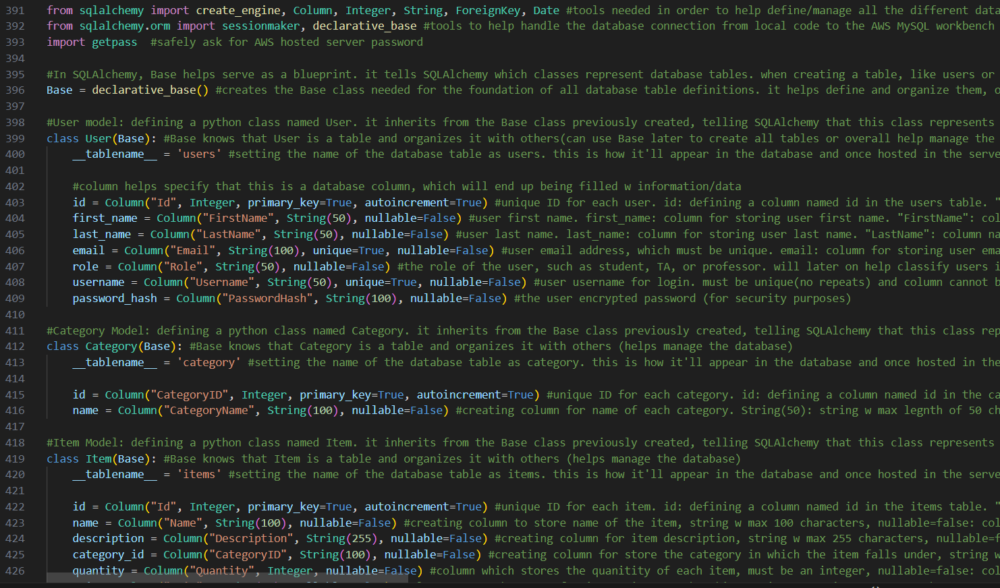 391 from sqlalchemy import create_engine, Column, Integer, String, ForeignKey, Date #tools needed in order to help define/manage all the different data
392 from sqlalchemy.orm import sessionmaker, declarative_base #tools to help handle the database connection from local code to the AWS MySQL workbench
393 import getpass  #safely ask for AWS hosted server password
394
395 #In SQLAlchemy, Base helps serve as a blueprint. it tells SQLAlchemy which classes represent database tables. when creating a table, like users or
396 Base = declarative_base() #creates the Base class needed for the foundation of all database table definitions. it helps define and organize them, o
397
398 #User model: defining a python class named User. it inherits from the Base class previously created, telling SQLAlchemy that this class represents
399 class User(Base): #Base knows that User is a table and organizes it with others(can use Base later to create all tables or overall help manage the
400     __tablename__ = 'users' #setting the name of the database table as users. this is how it'll appear in the database and once hosted in the serve
401
402     #column helps specify that this is a database column, which will end up being filled w information/data
403     id = Column("Id", Integer, primary_key=True, autoincrement=True) #unique ID for each user. id: defining a column named id in the users table. "
404     first_name = Column("FirstName", String(50), nullable=False) #user first name. first_name: column for storing user first name. "FirstName": col
405     last_name = Column("LastName", String(50), nullable=False) #user last name. last_name: column for storing user last name. "LastName": column na
406     email = Column("Email", String(100), unique=True, nullable=False) #user email address, which must be unique. email: column for storing user ema
407     role = Column("Role", String(50), nullable=False) #the role of the user, such as student, TA, or professor. will later on help classify users i
408     username = Column("Username", String(50), unique=True, nullable=False) #user username for login. must be unique(no repeats) and column cannot b
409     password_hash = Column("PasswordHash", String(100), nullable=False) #the user encrypted password (for security purposes)
410
411 #Category Model: defining a python class named Category. it inherits from the Base class previously created, telling SQLAlchemy that this class rep
412 class Category(Base): #Base knows that Category is a table and organizes it with others (helps manage the database)
413     __tablename__ = 'category' #setting the name of the database table as category. this is how it'll appear in the database and once hosted in the
414
415     id = Column("CategoryID", Integer, primary_key=True, autoincrement=True) #unique ID for each category. id: defining a column named id in the ca
416     name = Column("CategoryName", String(100), nullable=False) #creating column for name of each category. String(50): string w max legnth of 50 ch
417
418 #Item Model: defining a python class named Item. it inherits from the Base class previously created, telling SQLAlchemy that this class represents
419 class Item(Base): #Base knows that Item is a table and organizes it with others (helps manage the database)
420     __tablename__ = 'items' #setting the name of the database table as items. this is how it'll appear in the database and once hosted in the serve
421
422     id = Column("Id", Integer, primary_key=True, autoincrement=True) #unique ID for each item. id: defining a column named id in the items table. "
423     name = Column("Name", String(100), nullable=False) #creating column to store name of the item, string w max 100 characters, nullable=false: col
424     description = Column("Description", String(255), nullable=False) #creating column for item description, string w max 255 characters, nullable=f
425     category_id = Column("CategoryID", String(100), nullable=False) #creating column for store the category in which the item falls under, string w
426     quantity = Column("Quantity", Integer, nullable=False) #column which stores the quanitity of each item, must be an integer, nullable=false: col